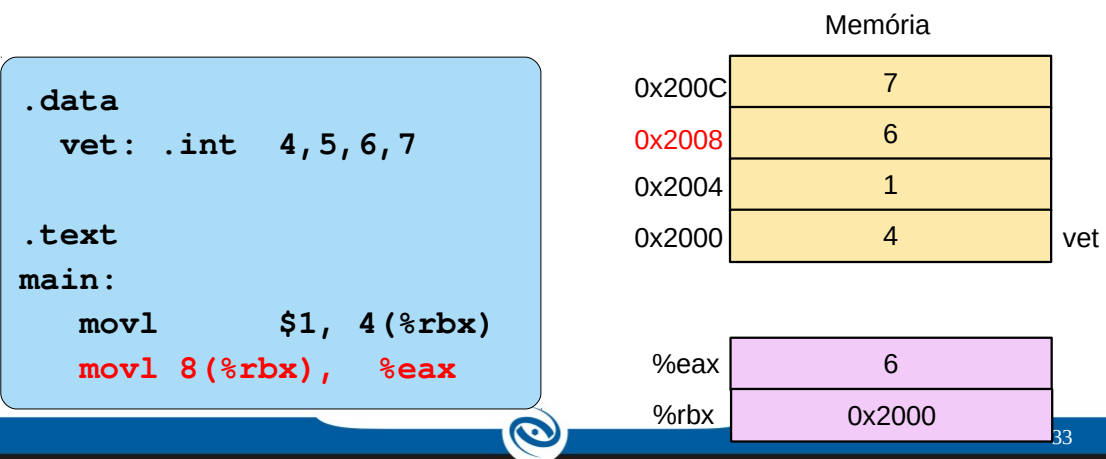 Memória
.data
vet: .int 4,5,6,7
.text
main:
movl $1, 4(%rbx)
movl 8(%rbx), %eax
0x200C 7
0x2008 6
0x2004 1
0x2000 4 vet
%eax 6
%rbx 0x2000
33